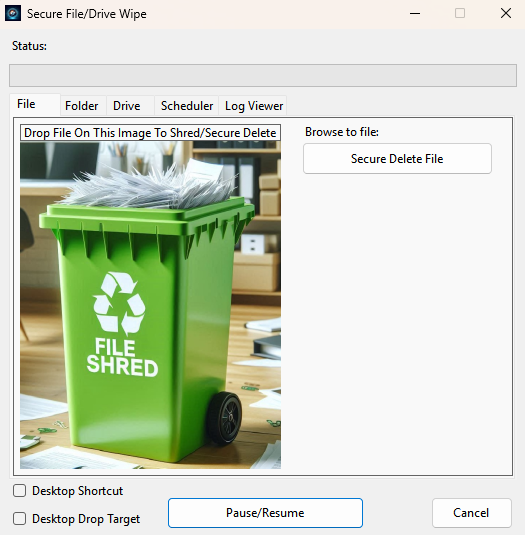 Secure File/Drive Wipe
Status:
File Folder Drive Scheduler Log Viewer
Drop File On This Image To Shred/Secure Delete
Browse to file:
Secure Delete File
FILE
SHRED
Desktop Shortcut
Desktop Drop Target
Pause/Resume
Cancel